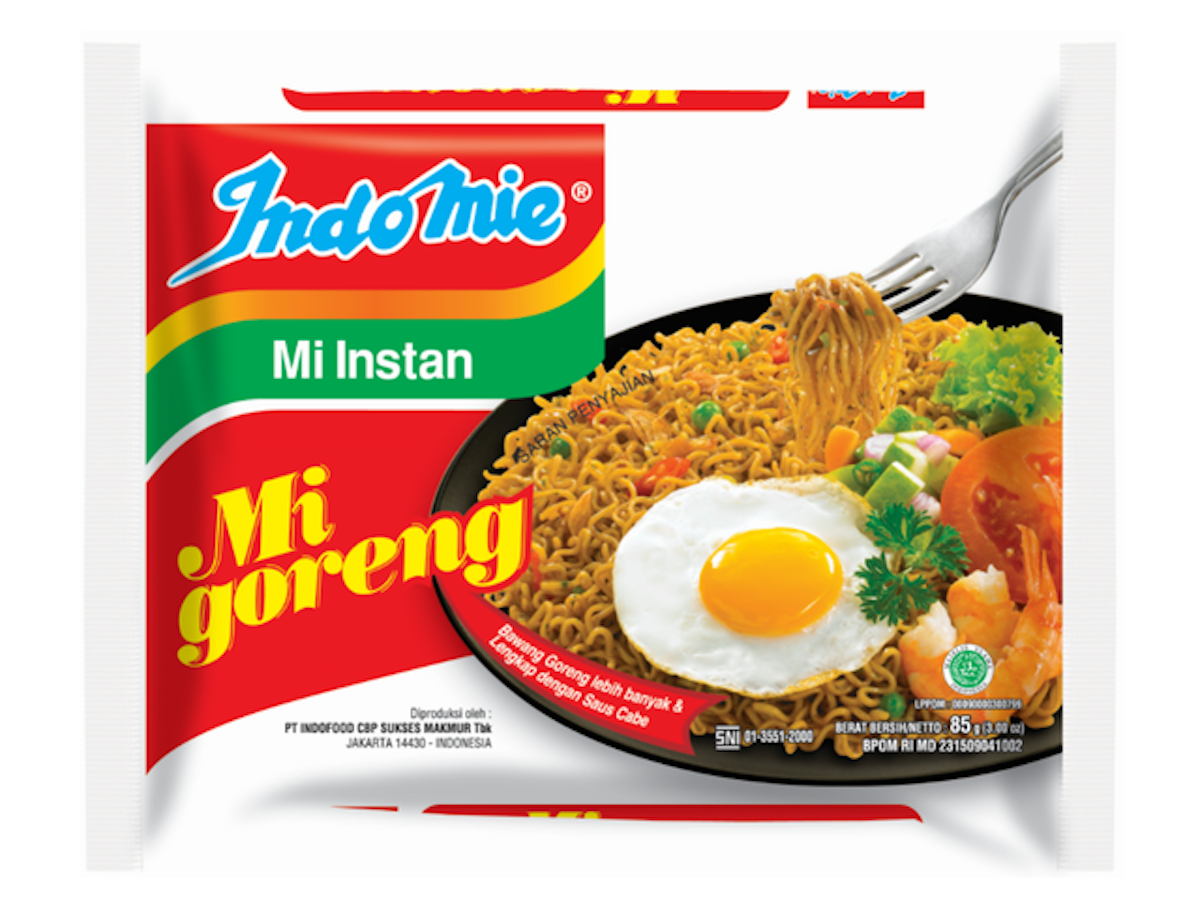 Indomie®
Mi Instan
Mi
goreng
SARAN PENYAJIAN
Bawang Goreng lebih banyak &
Lengkap dengan Saus Cabe
Diproduksi oleh :
PT INDOFOOD CBP SUKSES MAKMUR Tbk
JAKARTA 14430 - INDONESIA
SNI 01-3551-2000
LPPOM : 00090000300799
BERAT BERSIH/NETTO : 85 g (3.00 oz)
BPOM RI MD 231509041002